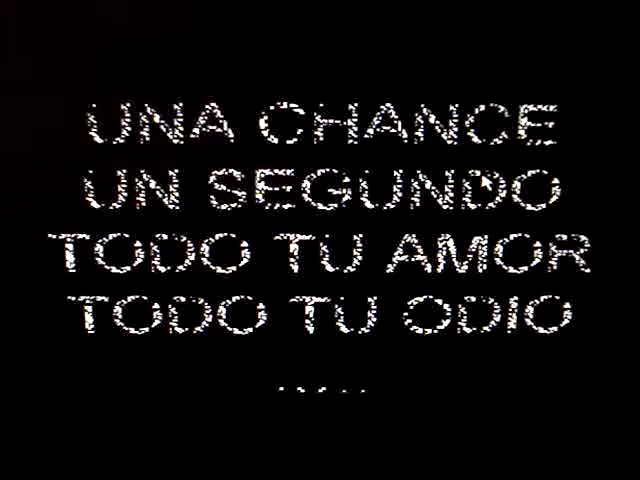 UNA CHANCE
UN SEGUNDO
TODO TU AMOR
TODO TU ODIO
.....